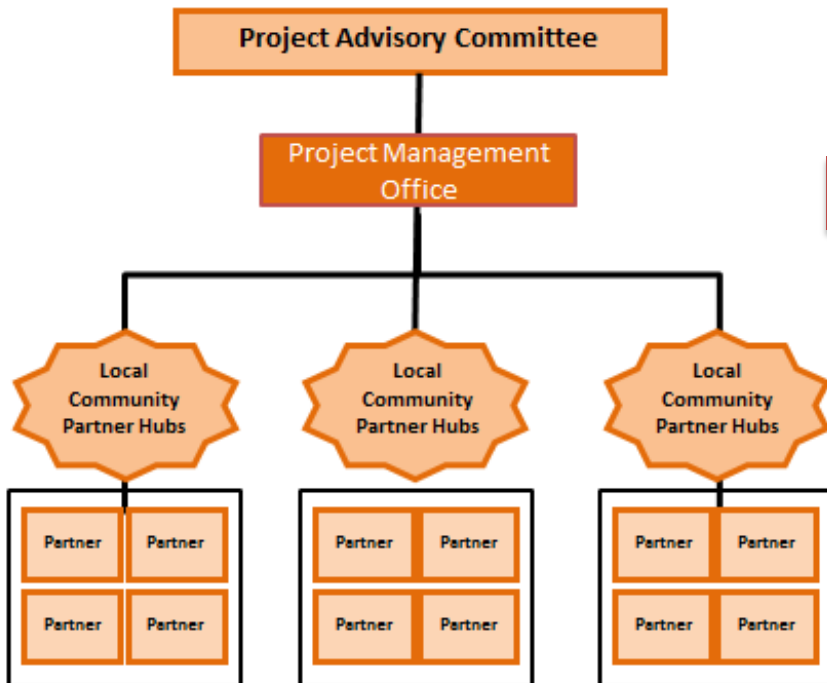 Project Advisory Committee
Project Management
Office
Local
Community
Partner Hubs
Local
Community
Partner Hubs
Local
Community
Partner Hubs
Partner
Partner
Partner
Partner
Partner
Partner
Partner
Partner
Partner
Partner
Partner
Partner